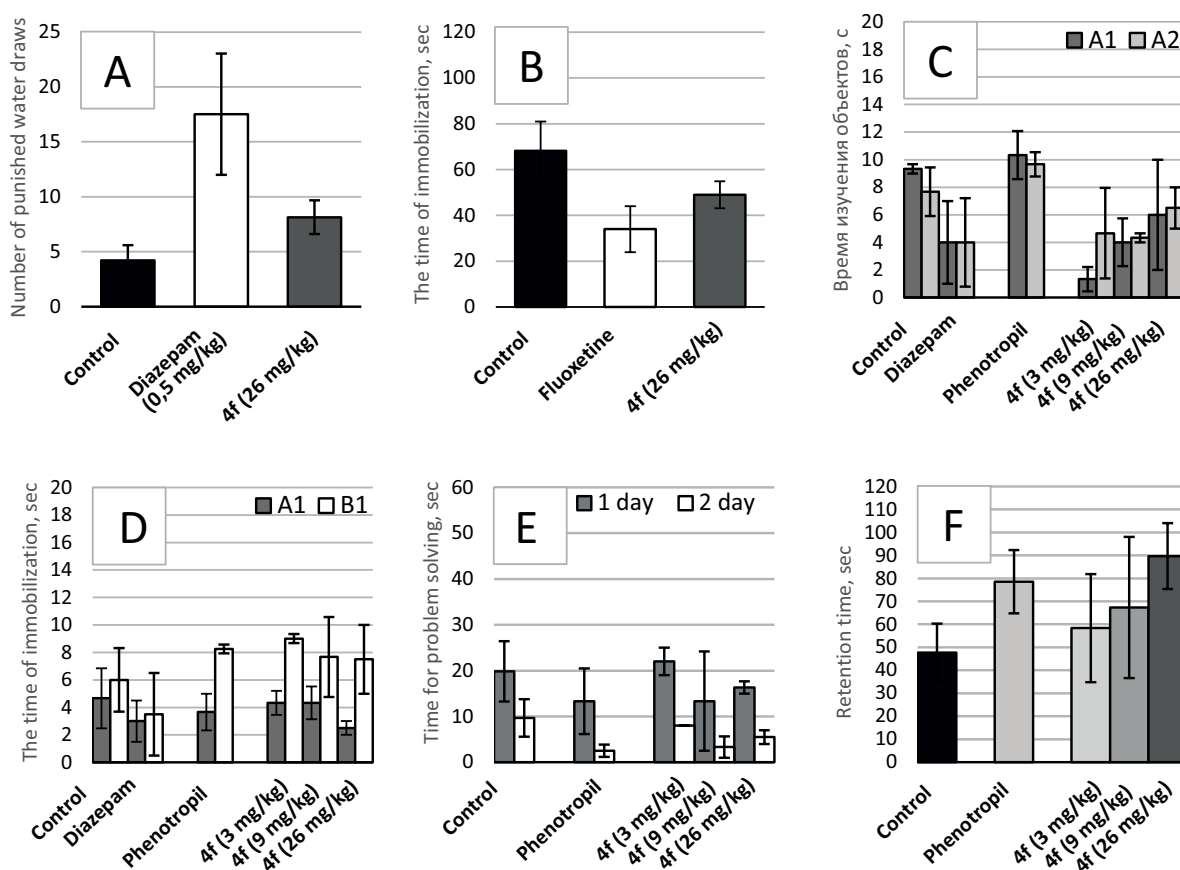 A
Number of punished water draws
25
20
15
10
5
0
Control
Diazepam
(0,5 mg/kg)
4f (26 mg/kg)
B
The time of immobilization, sec
120
100
80
60
40
20
0
Control
Fluoxetine
4f (26 mg/kg)
C
A1 A2
Время изучения объектов, с
20
18
16
14
12
10
8
6
4
2
0
Control
Diazepam
Phenotropil
4f (3 mg/kg)
4f (9 mg/kg)
4f (26 mg/kg)
D
A1 B1
The time of immobilization, sec
20
18
16
14
12
10
8
6
4
2
0
Control
Diazepam
Phenotropil
4f (3 mg/kg)
4f (9 mg/kg)
4f (26 mg/kg)
E
1 day 2 day
Time for problem solving, sec
60
50
40
30
20
10
0
Control
Phenotropil
4f (3 mg/kg)
4f (9 mg/kg)
4f (26 mg/kg)
F
Retention time, sec
120
110
100
90
80
70
60
50
40
30
20
10
0
Control
Phenotropil
4f (3 mg/kg)
4f (9 mg/kg)
4f (26 mg/kg)